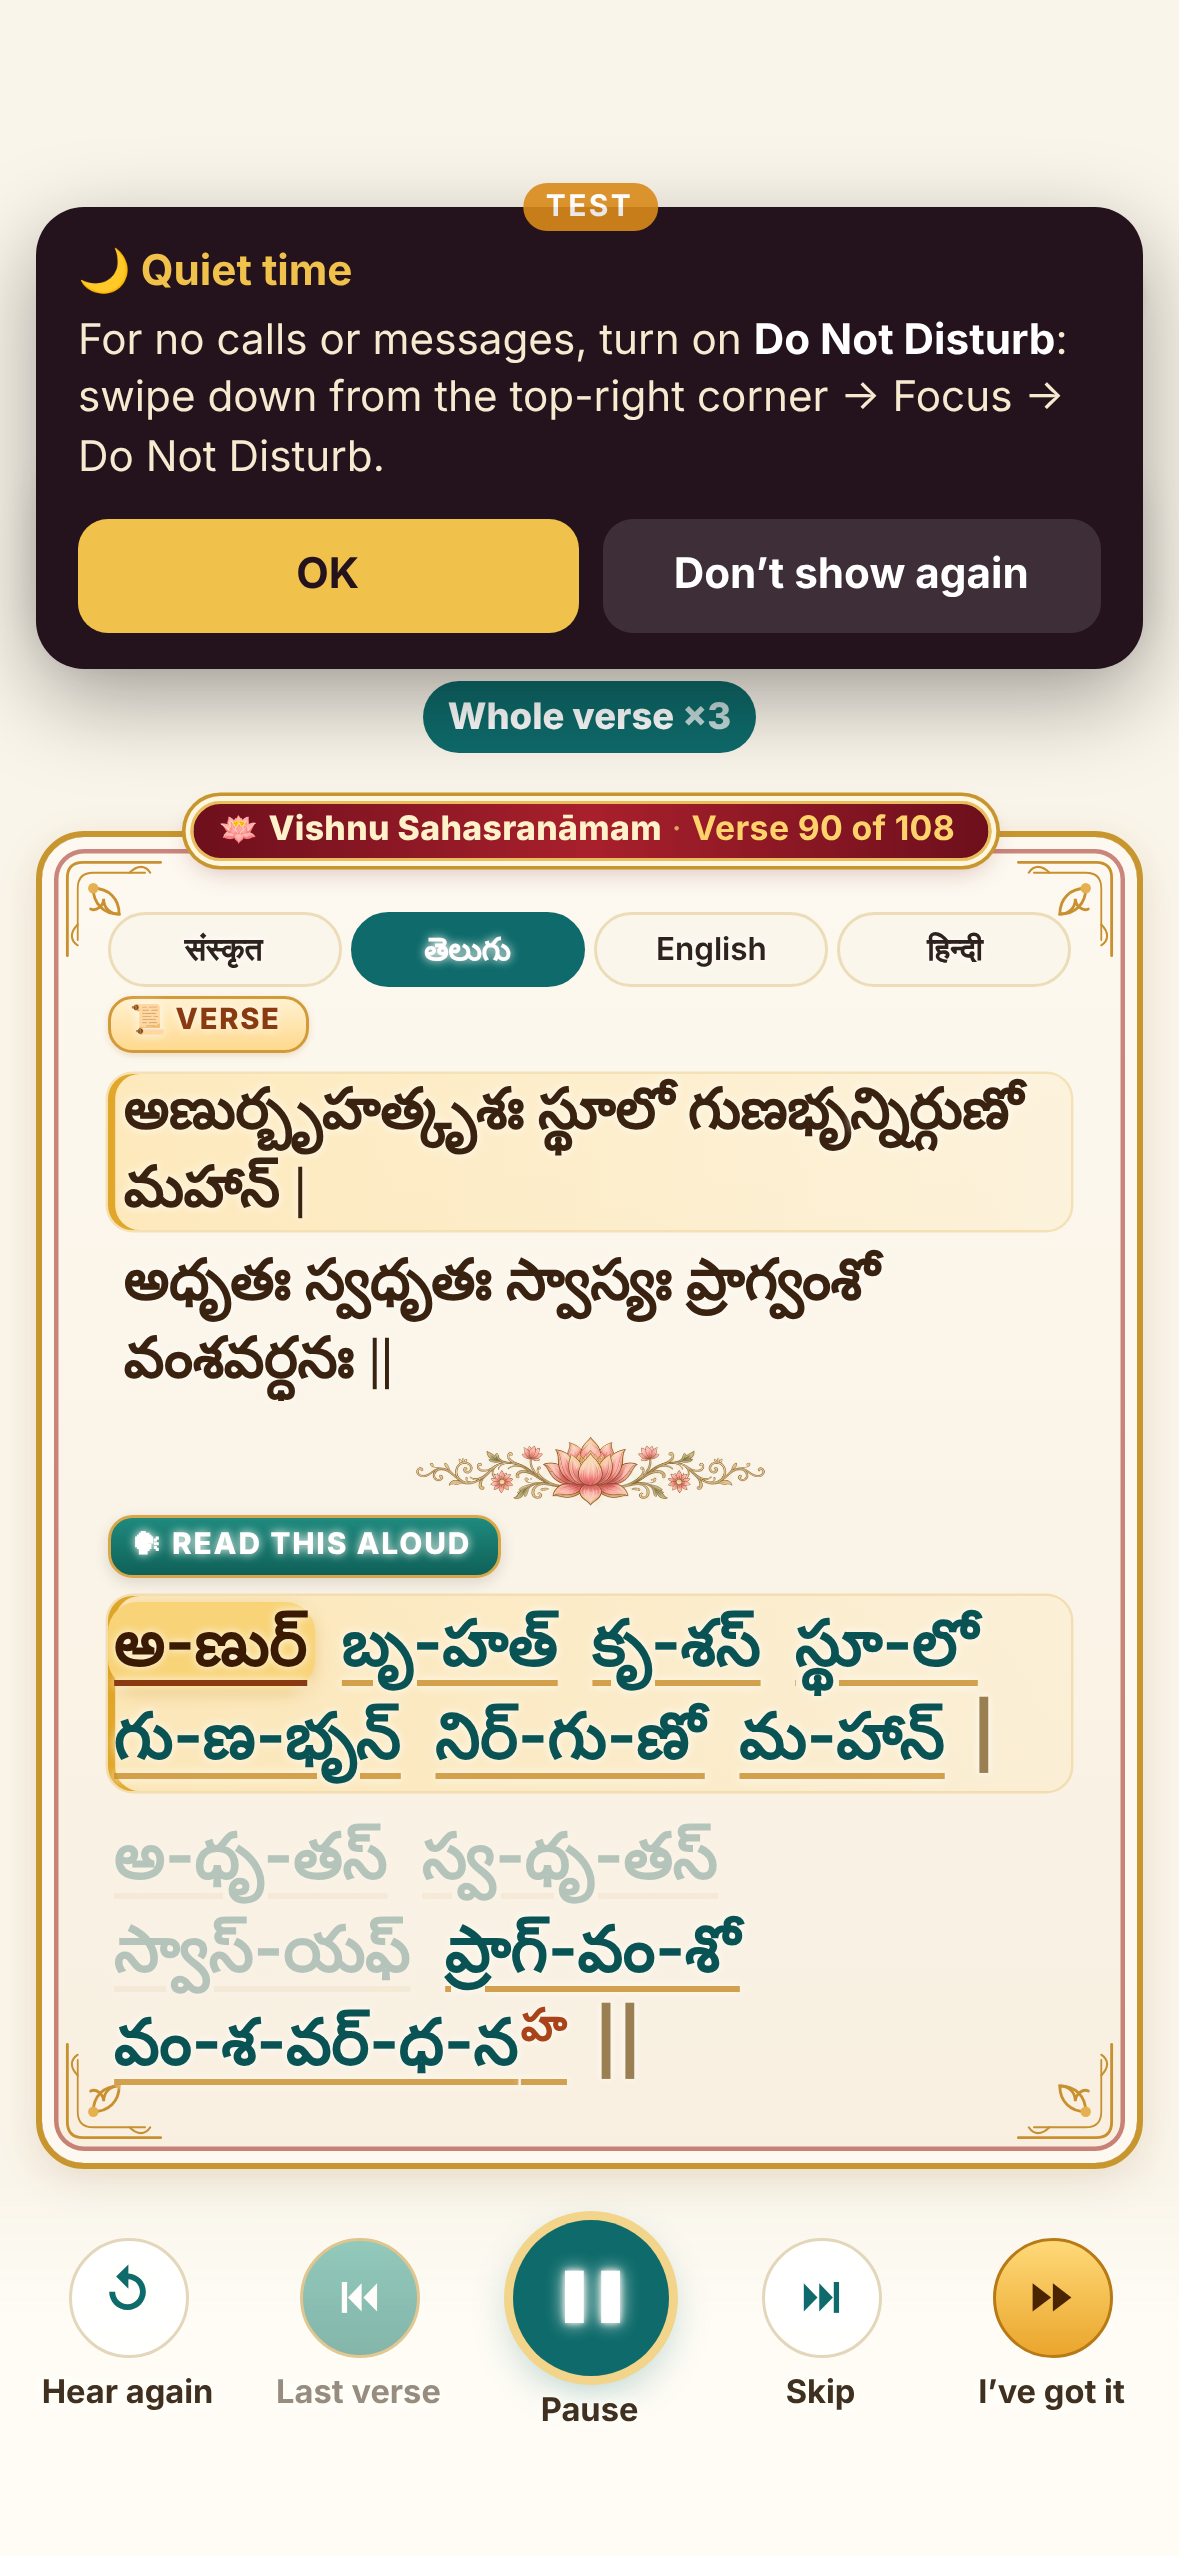 TEST
🌙 Quiet time
For no calls or messages, turn on Do Not Disturb:
swipe down from the top-right corner → Focus →
Do Not Disturb.
OK
Don’t show again
Whole verse ×3
🪷 Vishnu Sahasranāmam · Verse 90 of 108
संस्कृत
తెలుగు
English
हिन्दी
📜 VERSE
అణుర్బృహత్కృశః స్థూలో గుణభృన్నిర్గుణో
మహాన్ |
అధృతః స్వధృతః స్వాస్యః ప్రాగ్వంశో
వంశవర్ధనః ||
🗣 READ THIS ALOUD
అ-ణుర్ బృ-హత్ కృ-శస్ స్థూ-లో
గు-ణ-భృన్ నిర్-గు-ణో మ-హాన్ |
అ-ధృ-తస్ స్వ-ధృ-తస్
స్వాస్-యఫ్ ప్రాగ్-వం-శో
వం-శ-వర్-ధ-నహ ||
Hear again
Last verse
Pause
Skip
I’ve got it